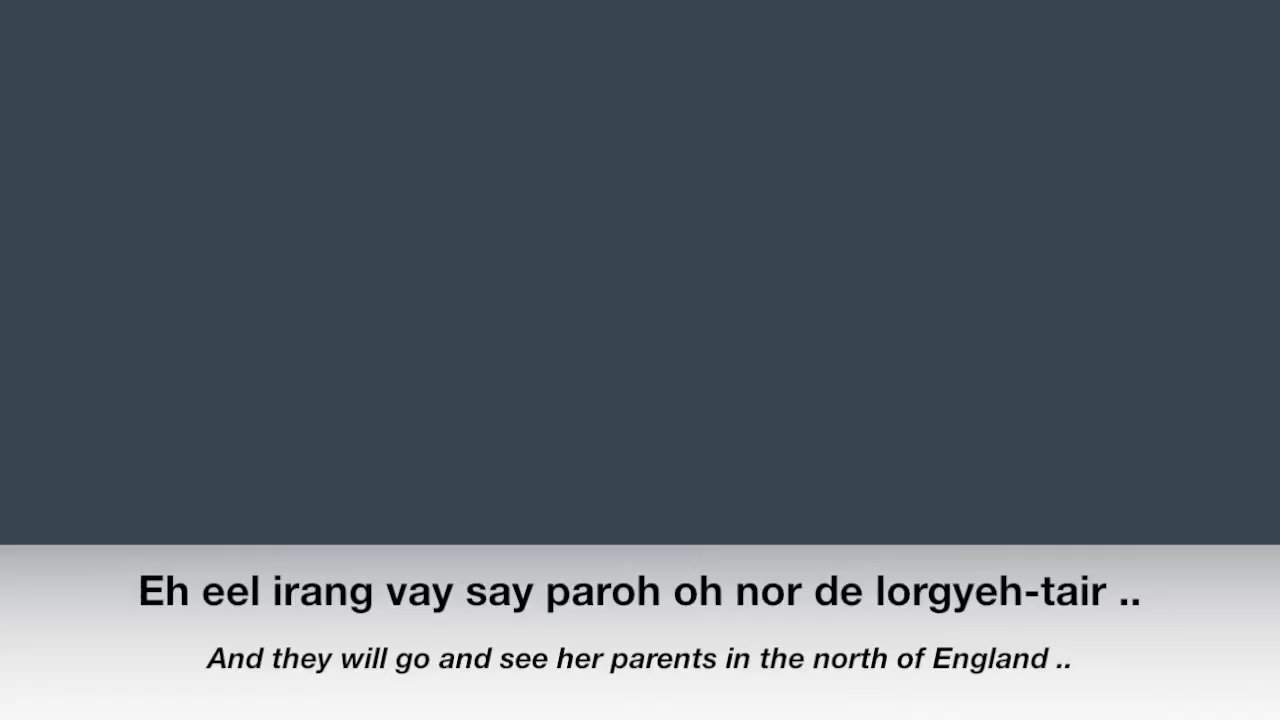 Eh eel irang vay say paroh oh nor de lorgyeh-tair ..
And they will go and see her parents in the north of England ..